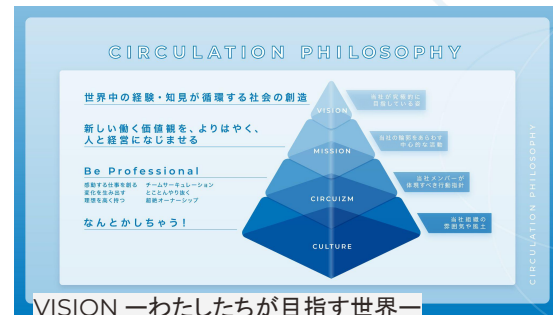 CIRCULATION PHILOSOPHY
世界中の経験・知見が循環する社会の創造
VISION
当社が究極的に
目指している姿
新しい働く価値観を、よりはやく、
人と経営になじませる
MISSION
当社の役割をあらわす
中心的な活動
Be Professional
感動する仕事を創る チームサーキュレーション
変化を生み出す とことんやり抜く
理想を高く持つ 超絶オーナーシップ
CIRCUIZM
当社メンバーが
体現すべき行動指針
なんとかしちゃう!
CULTURE
当社組織の
雰囲気や風土
CIRCULATION PHILOSOPHY
VISION ーわたしたちが目指す世界ー